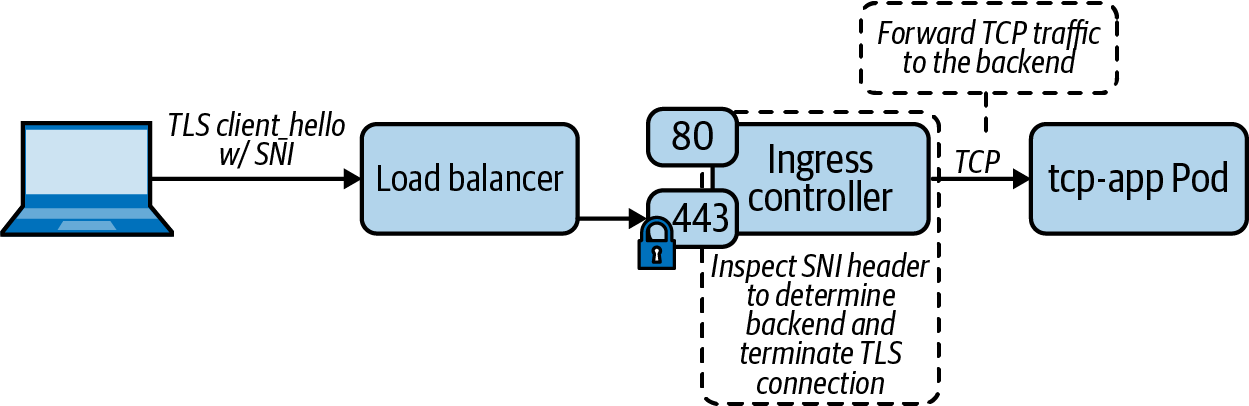 Forward TCP traffic
to the backend
TLS client_hello
w/ SNI
Load balancer
80
443
Ingress
controller
TCP
tcp-app Pod
Inspect SNI header
to determine
backend and
terminate TLS
connection